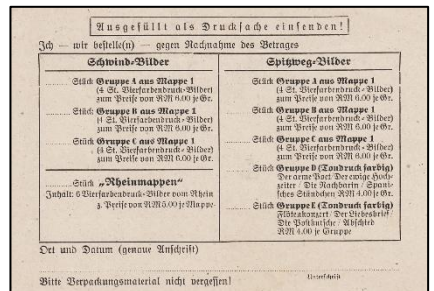 Ausgefüllt als Drucksache einsenden!
Ich — wir bestelle(n) — gegen Nachnahme des Betrages
Schwind-Bilder
........ Stück Gruppe A aus Mappe 1
(4 St. Vierfarbendruck-Bilder)
zum Preise von RM 6.00 je Gr.
........ Stück Gruppe B aus Mappe 1
(4 St. Vierfarbendruck-Bilder)
zum Preise von RM 6.00 je Gr.
........ Stück Gruppe C aus Mappe 1
(4 St. Vierfarbendruck-Bilder)
zum Preise von RM 6.00 je Gr.
........ Stück „Rheinmappen"
Inhalt: 6 Vierfarbendruck-Bilder vom Rhein
z. Preise von RM 5.00 je Mappe
Spitzweg-Bilder
........ Stück Gruppe A aus Mappe 1
(4 St. Vierfarbendruck-Bilder)
zum Preise von RM 6.00 je Gr.
........ Stück Gruppe B aus Mappe 1
(4 St. Vierfarbendruck-Bilder)
zum Preise von RM 6.00 je Gr.
........ Stück Gruppe C aus Mappe 1
(4 St. Vierfarbendruck-Bilder)
zum Preise von RM 6.00 je Gr.
........ Stück Gruppe D (Tondruck farbig)
Der arme Poet / Der ewige Hoch-
zeiter / Die Nachbarin / Spani-
sches Ständchen RM 4.00 je Gr.
........ Stück Gruppe E (Tondruck farbig)
Flötenkonzert / Der Liebesbrief /
Die Postkutsche / Abschied
RM 4.00 je Gruppe
Ort und Datum (genaue Anschrift)
Bitte Verpackungsmaterial nicht vergessen!
Unterschrift